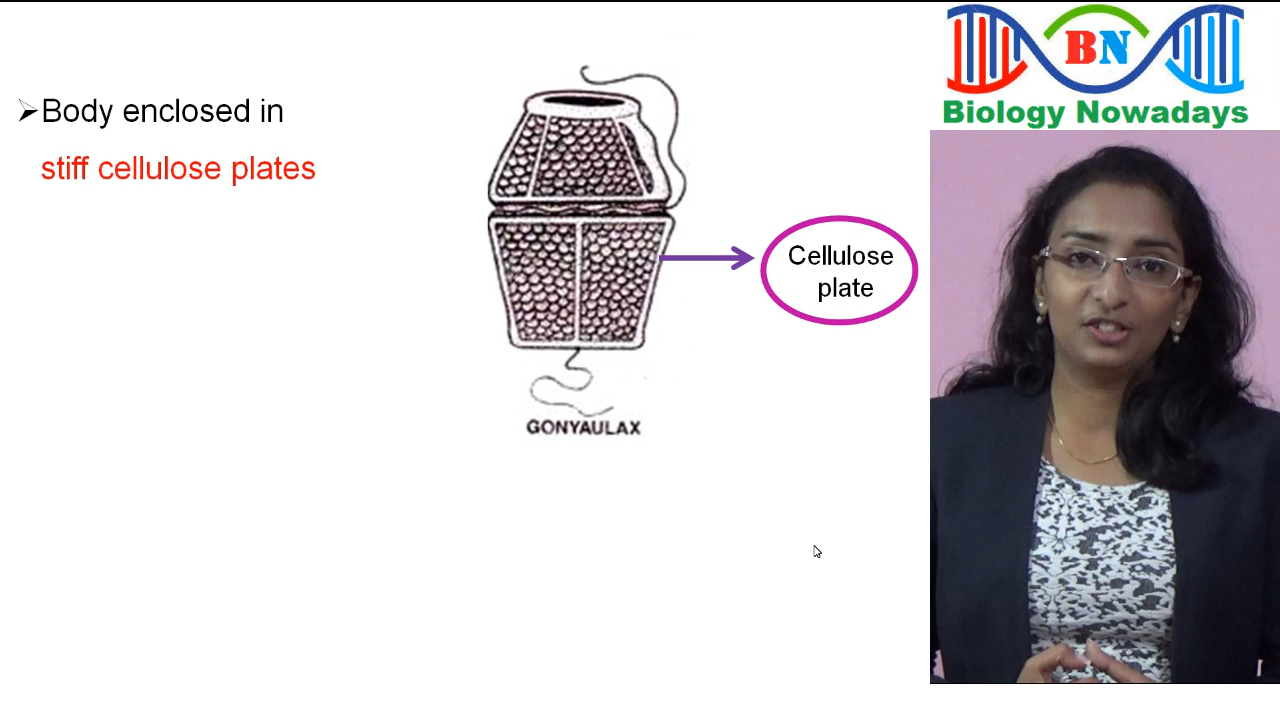 ➢Body enclosed in
stiff cellulose plates
Cellulose
plate
GONYAULAX
BN
Biology Nowadays